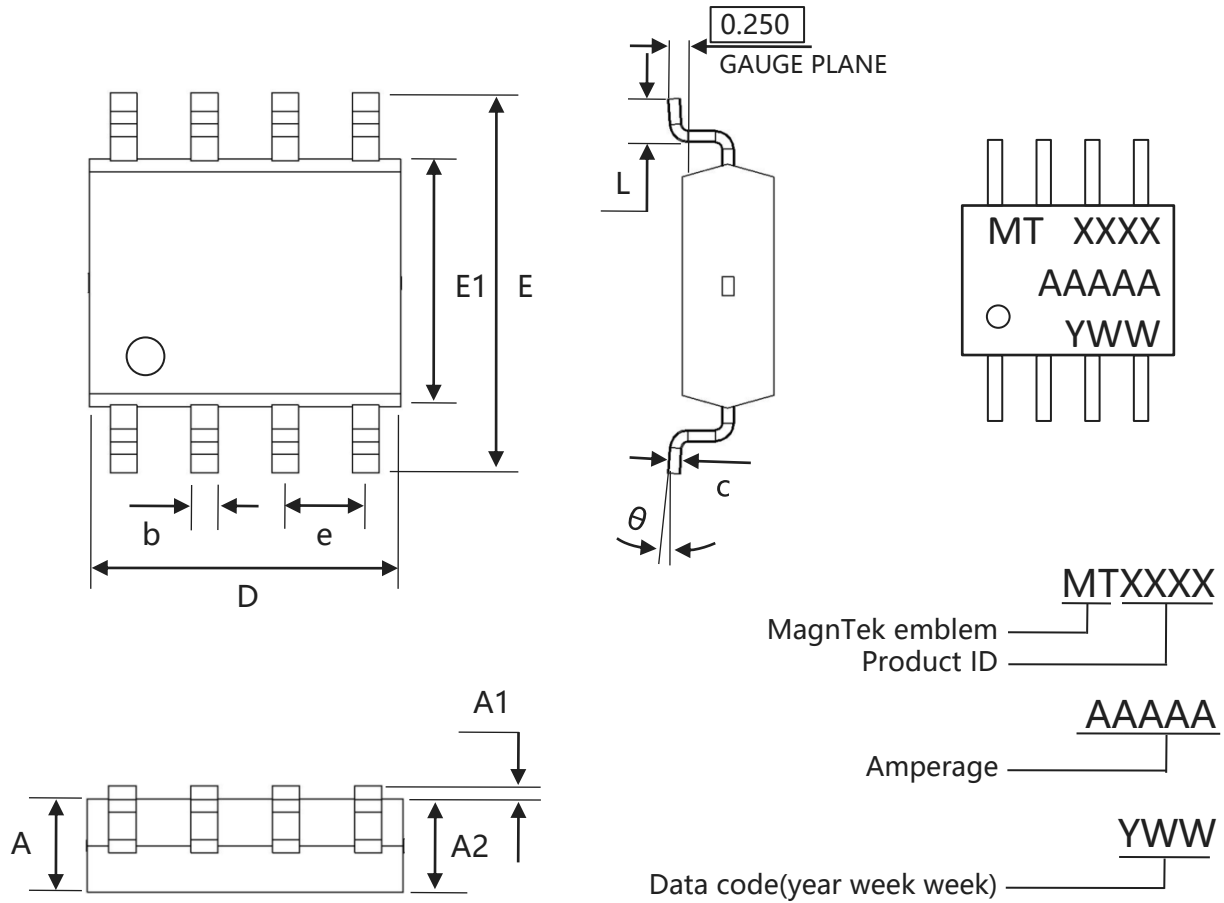 0.250
GAUGE PLANE
L
E1
E
MT XXXX
AAAAA
YWW
b
e
D
c
θ
MTXXXX
MagnTek emblem
Product ID
A1
AAAAA
Amperage
A
A2
YWW
Data code(year week week)